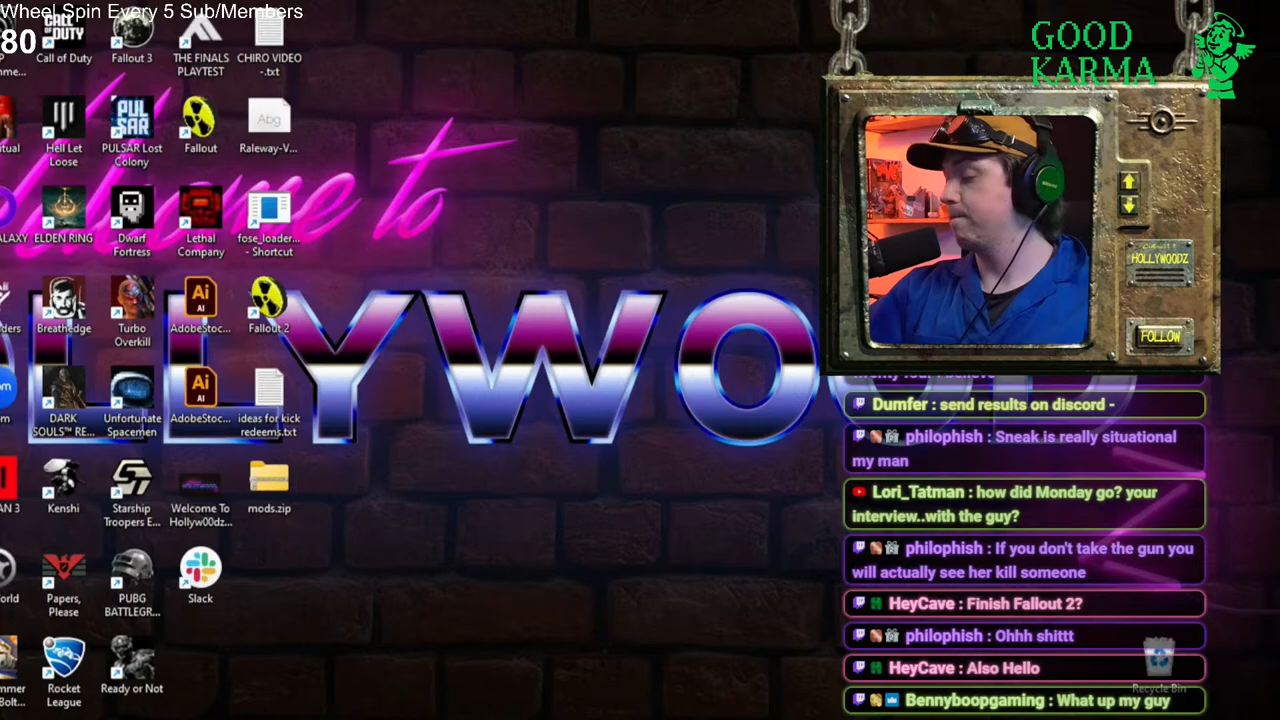 Wheel Spin Every 5 Sub/Members
80
GOOD
KARMA
Call of Duty
Fallout 3
THE FINALS
PLAYTEST
CHIRO VIDEO
-.txt
Hell Let
Loose
PULSAR Lost
Colony
Fallout
Raleway-V...
ELDEN RING
Dwarf
Fortress
Lethal
Company
fose_loader...
- Shortcut
Breathedge
Turbo
Overkill
AdobeStoc...
Fallout 2
DARK
SOULS™ RE...
Unfortunate
Spacemen
AdobeStoc...
ideas for kick
redeems.txt
Kenshi
Starship
Troopers E...
Welcome To
Hollyw00dz...
mods.zip
Papers,
Please
PUBG
BATTLEGR...
Slack
Rocket
League
Ready or Not
to
YWO
HOLLYWOODZ
FOLLOW
Dumfer : send results on discord -
philophish : Sneak is really situational
my man
Lori_Tatman : how did Monday go? your
interview..with the guy?
philophish : If you don't take the gun you
will actually see her kill someone
HeyCave : Finish Fallout 2?
philophish : Ohhh shittt
HeyCave : Also Hello
Bennyboopgaming : What up my guy
Recycle Bin